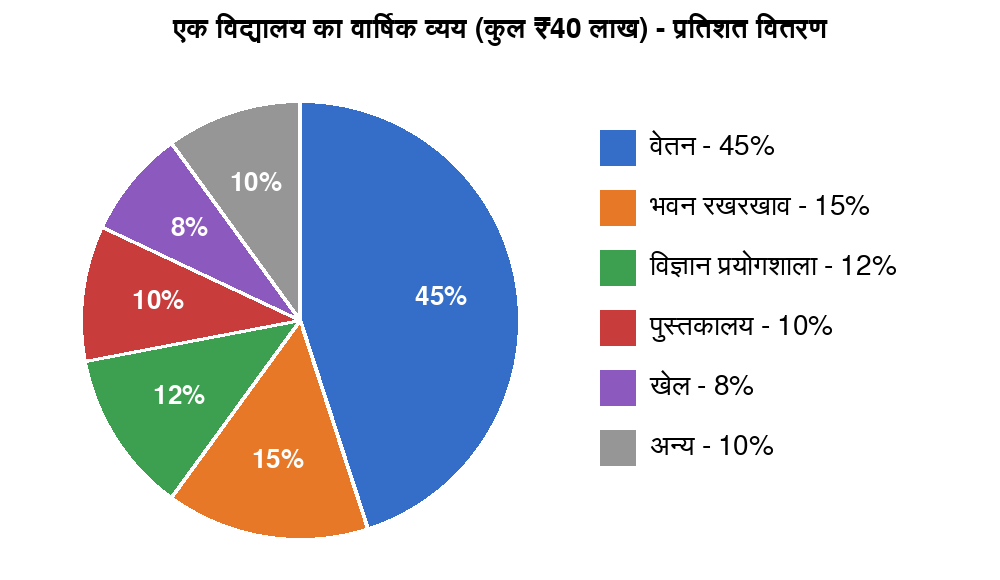 एक विद्यालय का वार्षिक व्यय (कुल ₹40 लाख) - प्रतिशत वितरण
वेतन - 45%
भवन रखरखाव - 15%
विज्ञान प्रयोगशाला - 12%
पुस्तकालय - 10%
खेल - 8%
अन्य - 10%
10%
8%
45%
10%
12%
15%